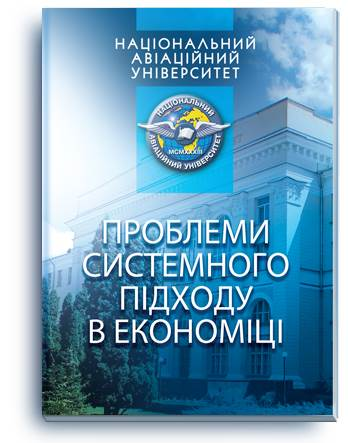 НАЦІОНАЛЬНИЙ
АВІАЦІЙНИЙ
УНІВЕРСИТЕТ
НАЦІОНАЛЬНИЙ
MCMXXXIII
АВІАЦІЙНИЙ УНІВЕРСИТЕТ
ПРОБЛЕМИ
СИСТЕМНОГО
ПІДХОДУ
В ЕКОНОМІЦІ